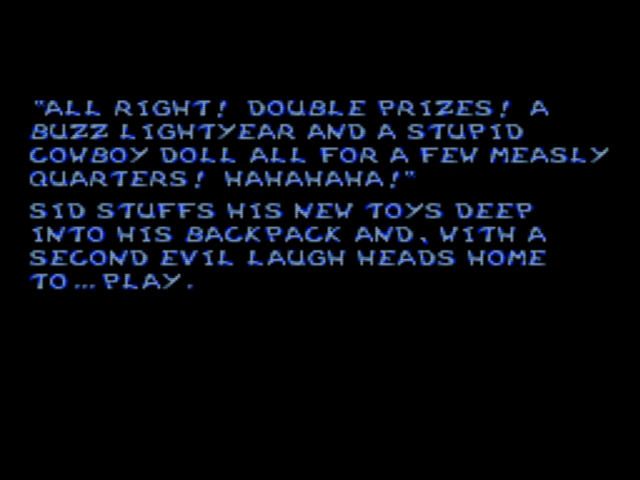 "ALL RIGHT! DOUBLE PRIZES! A
BUZZ LIGHTYEAR AND A STUPID
COWBOY DOLL ALL FOR A FEW MEASLY
QUARTERS! HAHAHAHA!"
SID STUFFS HIS NEW TOYS DEEP
INTO HIS BACKPACK AND, WITH A
SECOND EVIL LAUGH HEADS HOME
TO... PLAY.